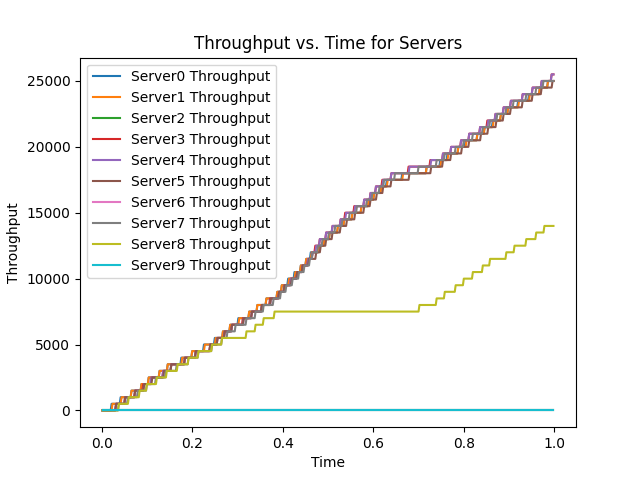 Throughput vs. Time for Servers
Throughput
25000
20000
15000
10000
5000
0
Server0 Throughput
Server1 Throughput
Server2 Throughput
Server3 Throughput
Server4 Throughput
Server5 Throughput
Server6 Throughput
Server7 Throughput
Server8 Throughput
Server9 Throughput
0.0 0.2 0.4 0.6 0.8 1.0
Time